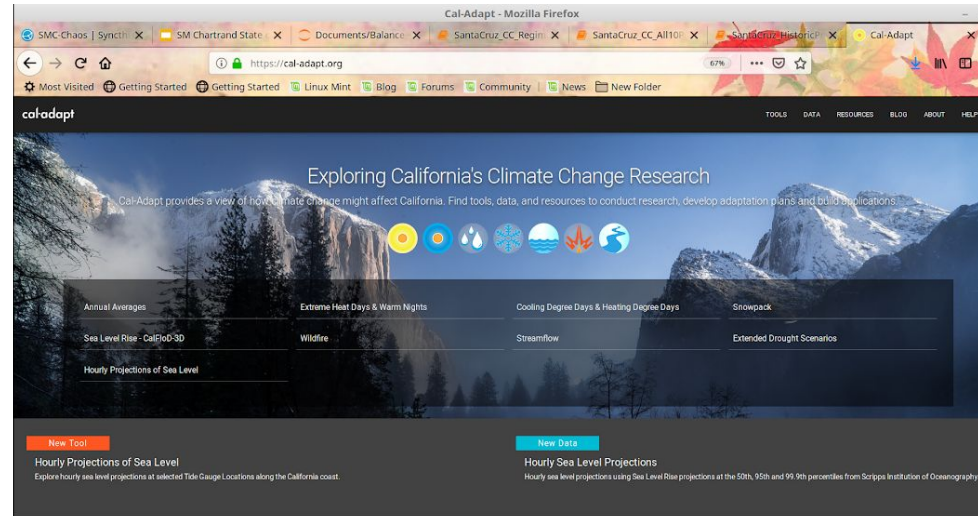 Cal-Adapt - Mozilla Firefox
SMC-Chaos | Syncthi SM Chartrand State o Documents/Balance SantaCruz_CC_Region SantaCruz_CC_All10R SantaCruz-HistoricP Cal-Adapt
https://cal-adapt.org 67%
Most Visited Getting Started Getting Started Linux Mint Blog Forums Community News New Folder
cal-adapt TOOLS DATA RESOURCES BLOG ABOUT HELP
Exploring California's Climate Change Research
Cal-Adapt provides a view of how climate change might affect California. Find tools, data, and resources to conduct research, develop adaptation plans and build applications.
Annual Averages Extreme Heat Days & Warm Nights Cooling Degree Days & Heating Degree Days Snowpack
Sea Level Rise - CalFloD-3D Wildfire Streamflow Extended Drought Scenarios
Hourly Projections of Sea Level
New Tool New Data
Hourly Projections of Sea Level Hourly Sea Level Projections
Explore hourly sea level projections at selected Tide Gauge Locations along the California coast. Hourly sea level projections using Sea Level Rise projections at the 50th, 95th and 99.9th percentiles from Scripps Institution of Oceanography